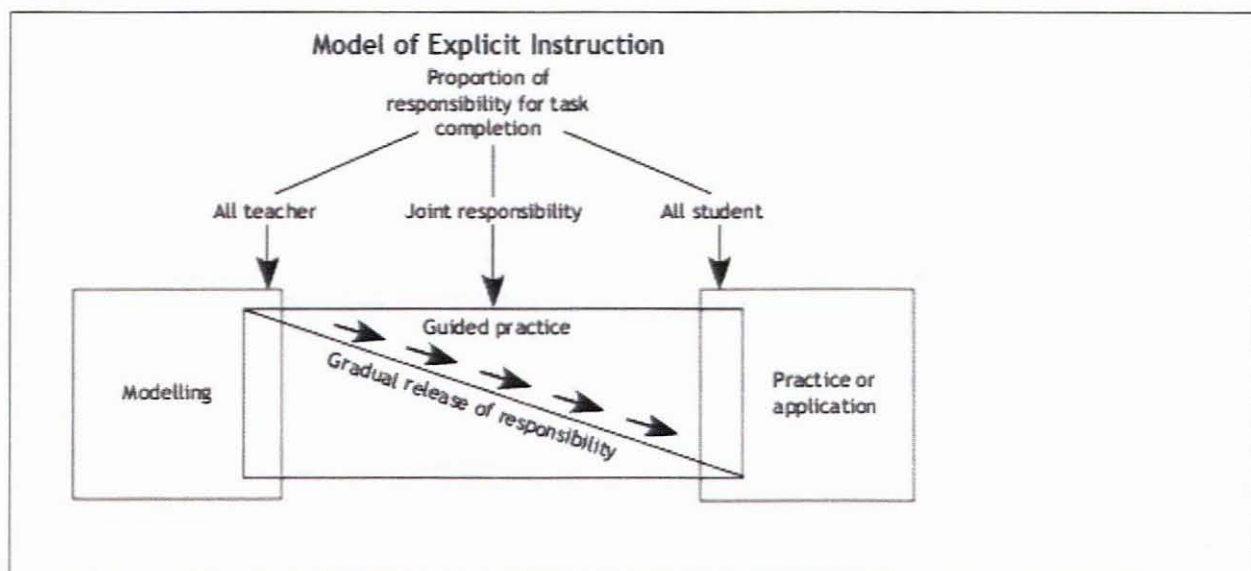 Model of Explicit Instruction
Proportion of
responsibility for task
completion
All teacher
Joint responsibility
All student
Guided practice
Gradual release of responsibility
Modelling
Practice or
application